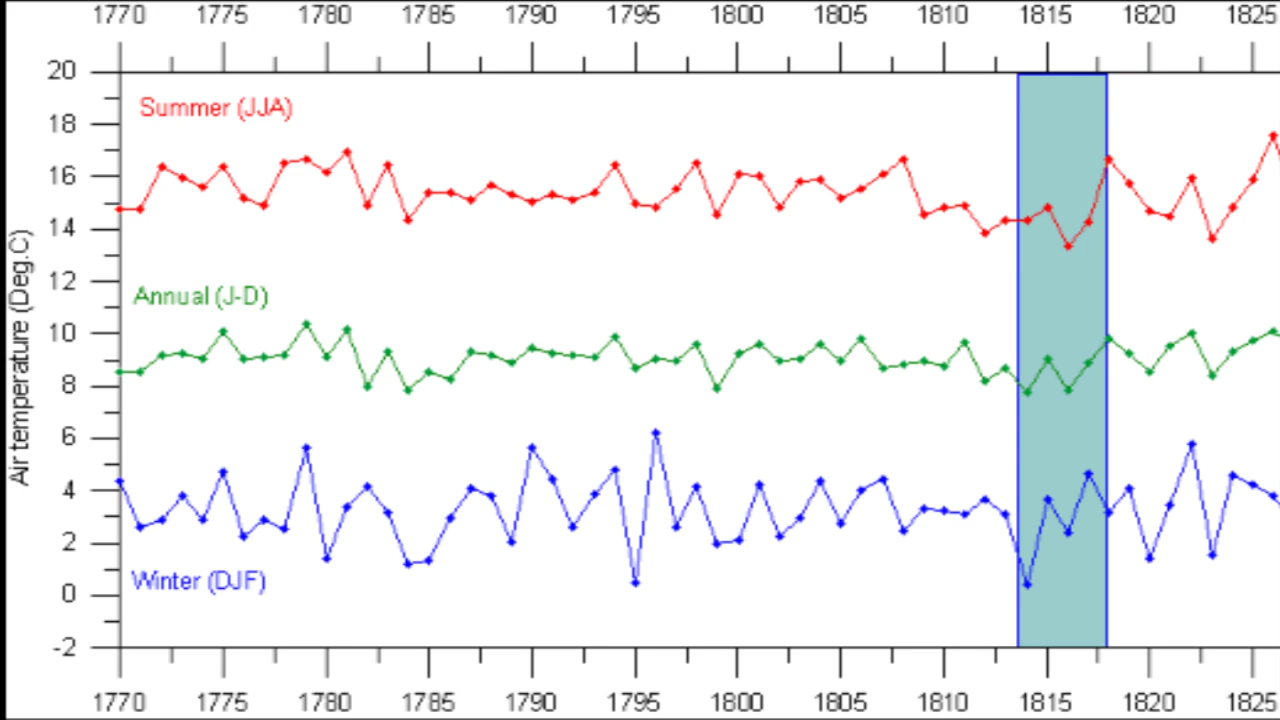 1770 1775 1780 1785 1790 1795 1800 1805 1810 1815 1820 1825
20
Summer (JJA)
18
16
14
12
Annual (J-D)
10
8
6
4
2
Winter (DJF)
0
-2
Air temperature (Deg.C)
1770 1775 1780 1785 1790 1795 1800 1805 1810 1815 1820 1825